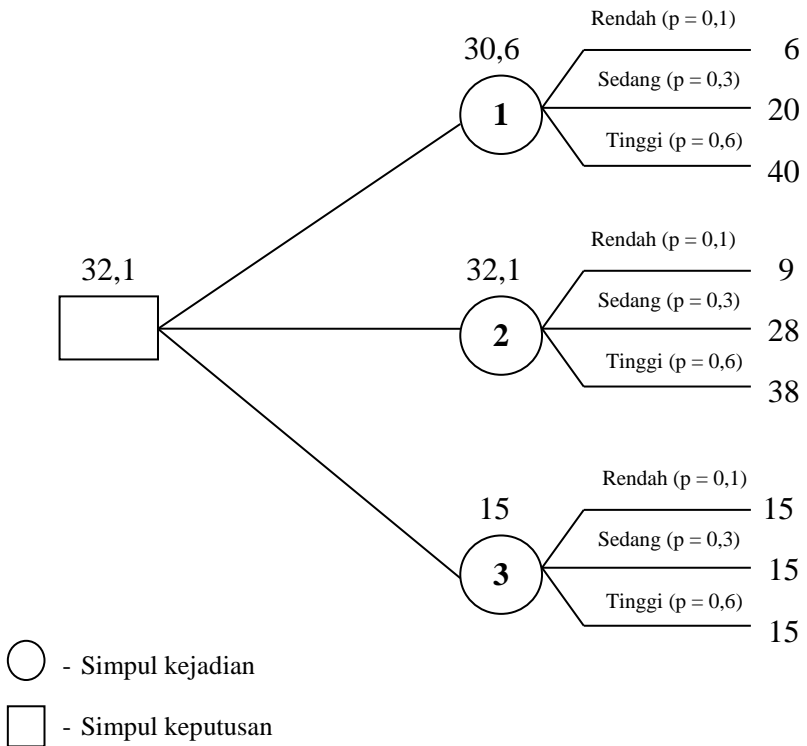 Rendah (p = 0,1)
6
30,6
Sedang (p = 0,3)
1
20
Tinggi (p = 0,6)
40
Rendah (p = 0,1)
9
32,1
32,1
Sedang (p = 0,3)
2
28
Tinggi (p = 0,6)
38
Rendah (p = 0,1)
15
15
Sedang (p = 0,3)
3
15
Tinggi (p = 0,6)
15
- Simpul kejadian
- Simpul keputusan